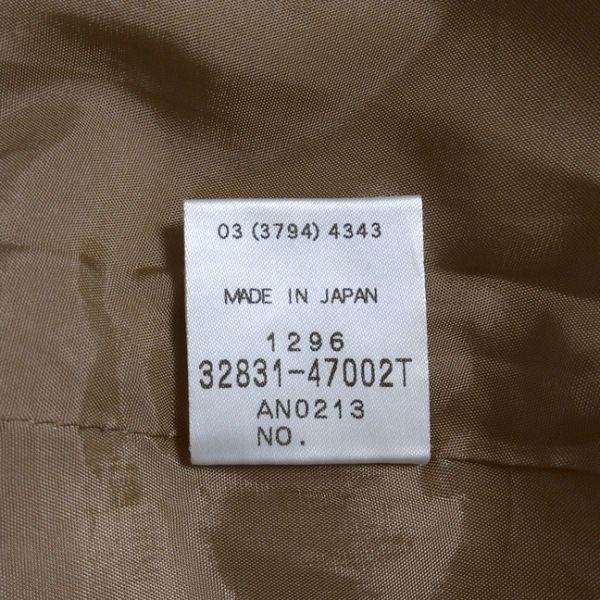 03 (3794) 4343
MADE IN JAPAN
1296
32831-47002T
AN0213
NO.